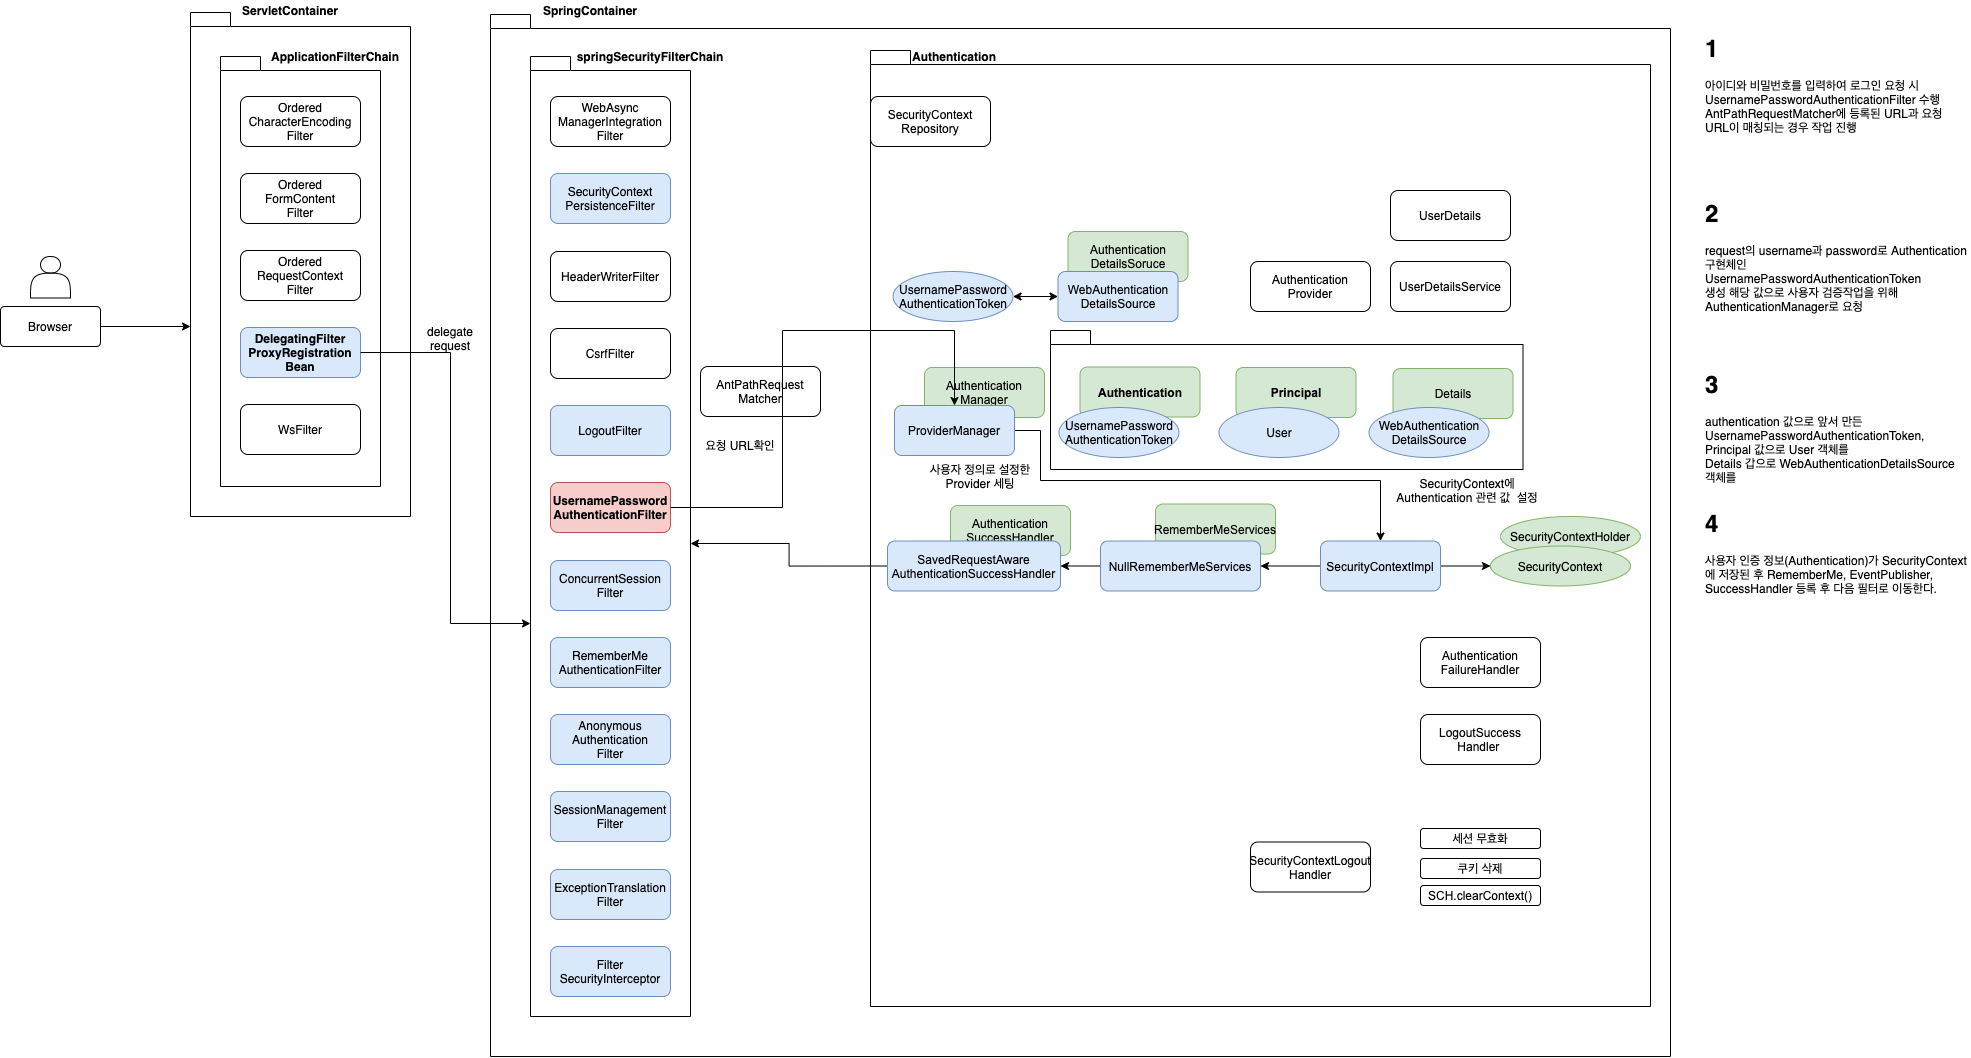 ServletContainer
ApplicationFilterChain
Ordered
CharacterEncoding
Filter
Ordered
FormContent
Filter
Ordered
RequestContext
Filter
DelegatingFilter
ProxyRegistration
Bean
WsFilter
Browser
delegate
request
SpringContainer
springSecurityFilterChain
WebAsync
ManagerIntegration
Filter
SecurityContext
PersistenceFilter
HeaderWriterFilter
CsrfFilter
LogoutFilter
UsernamePassword
AuthenticationFilter
ConcurrentSession
Filter
RememberMe
AuthenticationFilter
Anonymous
Authentication
Filter
SessionManagement
Filter
ExceptionTranslation
Filter
Filter
SecurityInterceptor
AntPathRequest
Matcher
요청 URL확인
Authentication
SecurityContext
Repository
UserDetails
Authentication
DetailsSoruce
UsernamePassword
AuthenticationToken
WebAuthentication
DetailsSource
Authentication
Provider
UserDetailsService
Authentication
Manager
ProviderManager
Authentication
UsernamePassword
AuthenticationToken
Principal
User
Details
WebAuthentication
DetailsSource
사용자 정의로 설정한
Provider 세팅
SecurityContext에
Authentication 관련 값 설정
Authentication
SuccessHandler
SavedRequestAware
AuthenticationSuccessHandler
RememberMeServices
NullRememberMeServices
SecurityContextImpl
SecurityContextHolder
SecurityContext
Authentication
FailureHandler
LogoutSuccess
Handler
SecurityContextLogout
Handler
세션 무효화
쿠키 삭제
SCH.clearContext()
1
아이디와 비밀번호를 입력하여 로그인 요청 시
UsernamePasswordAuthenticationFilter 수행
AntPathRequestMatcher에 등록된 URL과 요청
URL이 매칭되는 경우 작업 진행
2
request의 username과 password로 Authentication
구현체인
UsernamePasswordAuthenticationToken
생성 해당 값으로 사용자 검증작업을 위해
AuthenticationManager로 요청
3
authentication 값으로 앞서 만든
UsernamePasswordAuthenticationToken,
Principal 값으로 User 객체를
Details 갑으로 WebAuthenticationDetailsSource
객체를
4
사용자 인증 정보(Authentication)가 SecurityContext
에 저장된 후 RememberMe, EventPublisher,
SuccessHandler 등록 후 다음 필터로 이동한다.